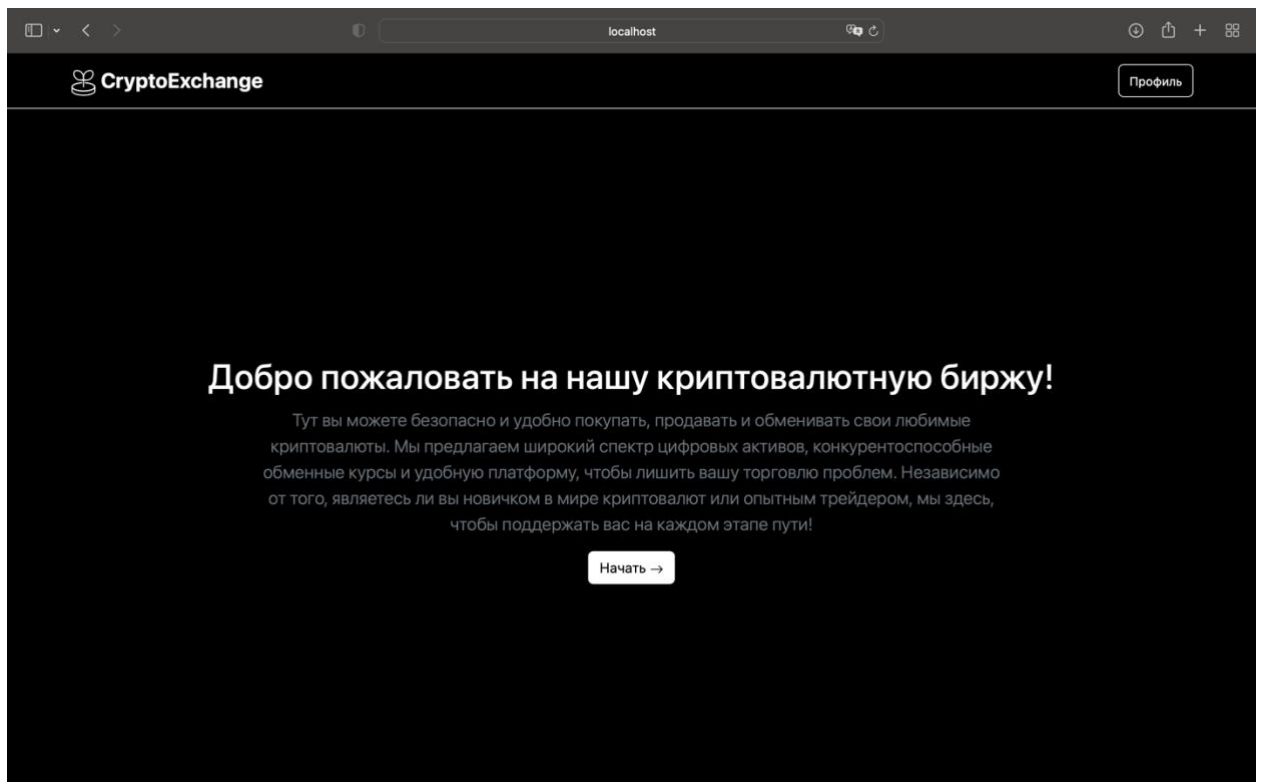 localhost
CryptoExchange
Профиль
Добро пожаловать на нашу криптовалютную биржу!
Тут вы можете безопасно и удобно покупать, продавать и обменивать свои любимые
криптовалюты. Мы предлагаем широкий спектр цифровых активов, конкурентоспособные
обменные курсы и удобную платформу, чтобы лишить вашу торговлю проблем. Независимо
от того, являетесь ли вы новичком в мире криптовалют или опытным трейдером, мы здесь,
чтобы поддержать вас на каждом этапе пути!
Начать →